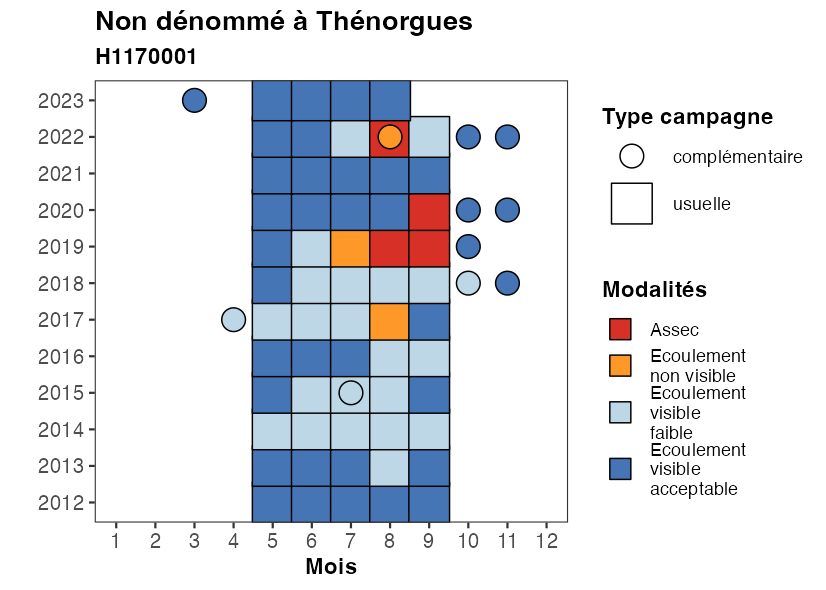 Non dénommé à Thénorgues
H1170001
2023
2022
2021
2020
2019
2018
2017
2016
2015
2014
2013
2012
1 2 3 4 5 6 7 8 9 10 11 12
Mois
Type campagne
complémentaire
usuelle
Modalités
Assec
Ecoulement
non visible
Ecoulement
visible
faible
Ecoulement
visible
acceptable